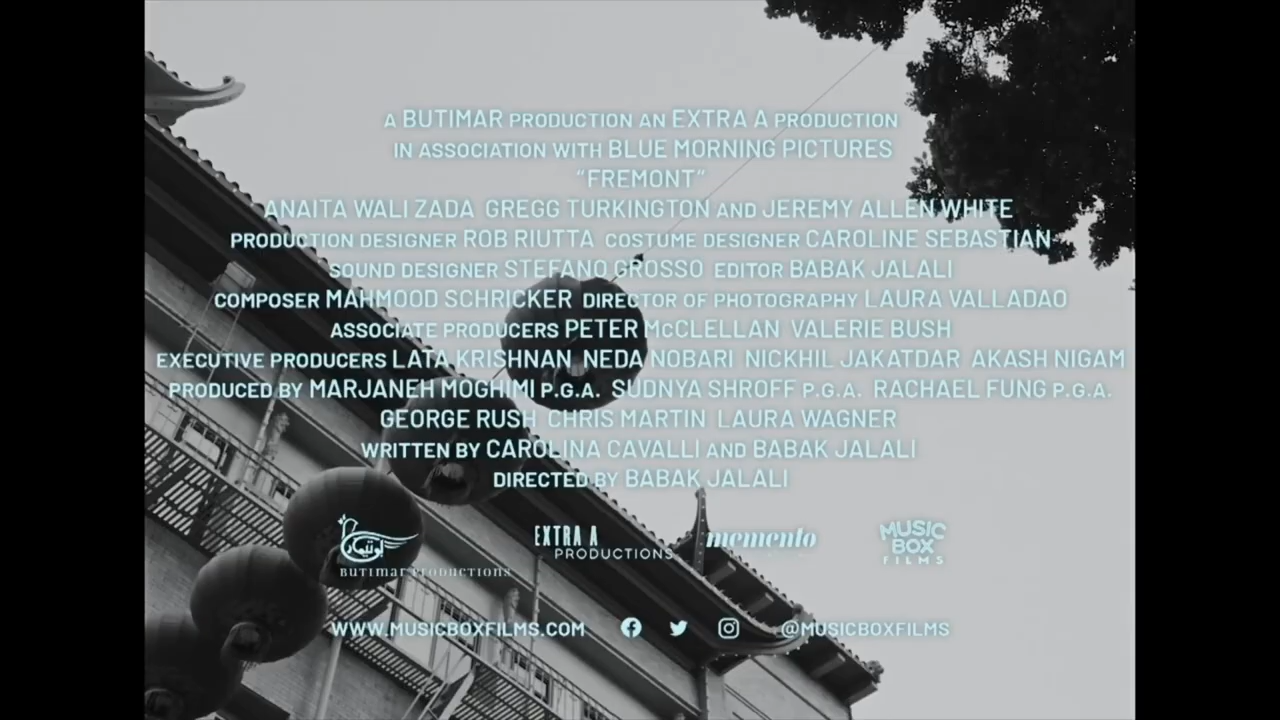 A BUTIMAR PRODUCTION AN EXTRA A PRODUCTION
IN ASSOCIATION WITH BLUE MORNING PICTURES
“FREMONT”
ANAITA WALI ZADA GREGG TURKINGTON AND JEREMY ALLEN WHITE
PRODUCTION DESIGNER ROB RIUTTA COSTUME DESIGNER CAROLINE SEBASTIAN
SOUND DESIGNER STEFANO GROSSO EDITOR BABAK JALALI
COMPOSER MAHMOOD SCHRICKER DIRECTOR OF PHOTOGRAPHY LAURA VALLADAO
ASSOCIATE PRODUCERS PETER McCLELLAN VALERIE BUSH
EXECUTIVE PRODUCERS LATA KRISHNAN NEDA NOBARI NICKHIL JAKATDAR AKASH NIGAM
PRODUCED BY MARJANEH MOGHIMI P.G.A. SUDNYA SHROFF P.G.A. RACHAEL FUNG P.G.A.
GEORGE RUSH CHRIS MARTIN LAURA WAGNER
WRITTEN BY CAROLINA CAVALLI AND BABAK JALALI
DIRECTED BY BABAK JALALI
بوتیمار
BUTIMAR PRODUCTIONS
EXTRA A
PRODUCTIONS
memento
MUSIC
BOX
FILMS
WWW.MUSICBOXFILMS.COM @MUSICBOXFILMS